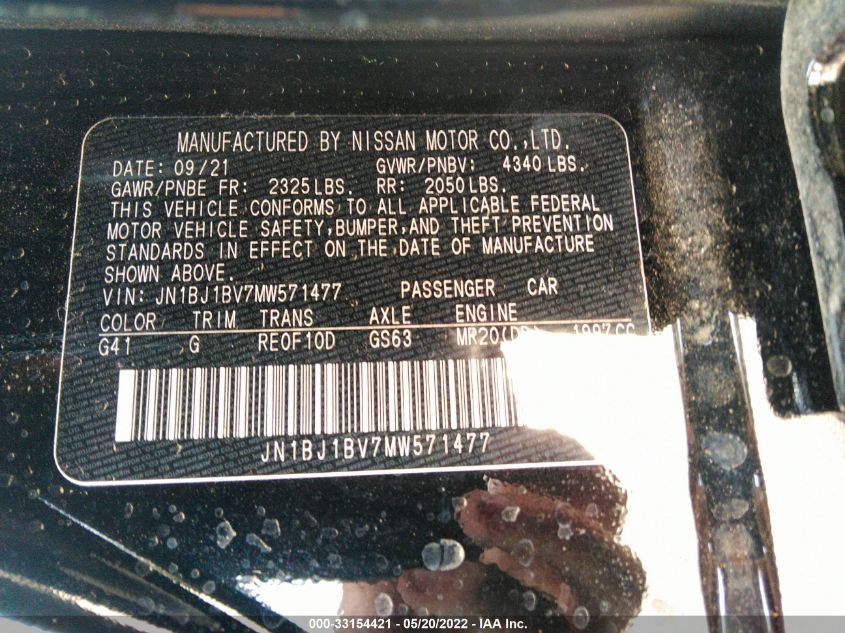 MANUFACTURED BY NISSAN MOTOR CO.,LTD.
DATE: 09/21 GVWR/PNBV: 4340 LBS.
GAWR/PNBE FR: 2325 LBS. RR: 2050 LBS.
THIS VEHICLE CONFORMS TO ALL APPLICABLE FEDERAL
MOTOR VEHICLE SAFETY, BUMPER, AND THEFT PREVENTION
STANDARDS IN EFFECT ON THE DATE OF MANUFACTURE
SHOWN ABOVE.
VIN: JN1BJ1BV7MW571477 PASSENGER CAR
COLOR TRIM TRANS AXLE ENGINE
G41 G RE0F10D GS63 1997CC
JN1BJ1BV7MW571477
000-33154421 - 05/20/2022 - IAA Inc.